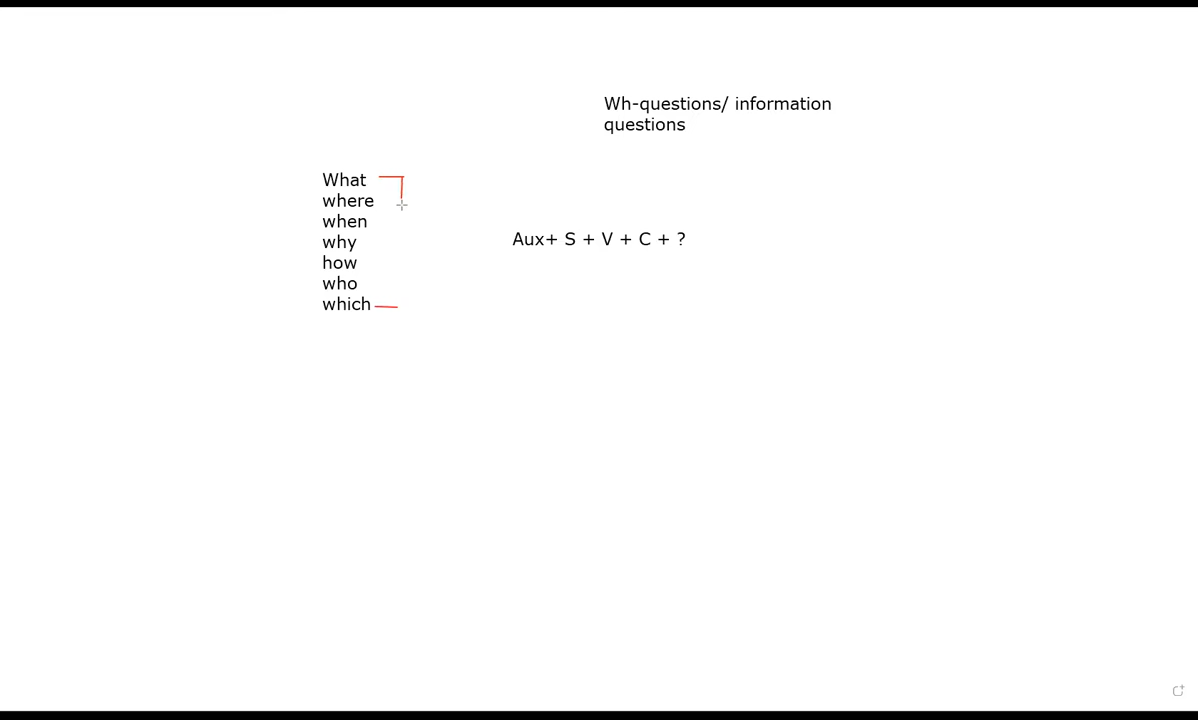 Wh-questions/ information
questions
What
where
when
why
how
who
which
Aux+ S + V + C + ?